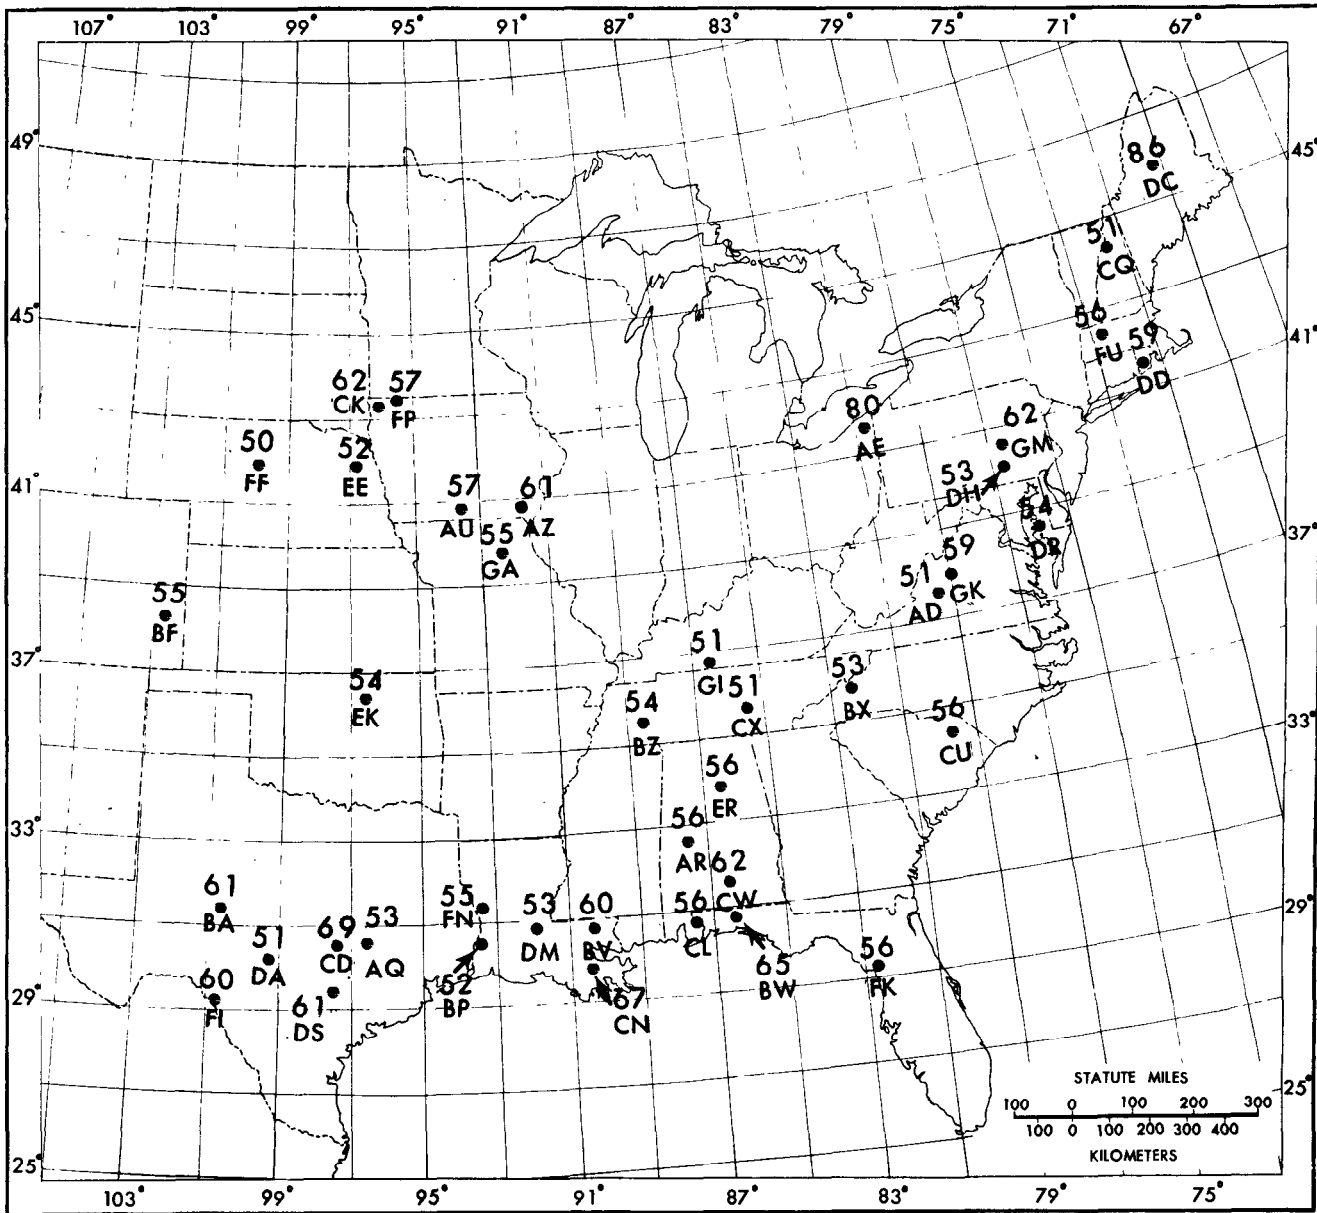 107° 103° 99° 95° 91° 87° 83° 79° 75° 71° 67°
49°
45°
86
DC
51
CQ
45°
56
FU
59
DD
41°
62
CK
57
FP
80
AE
62
GM
50
FF
52
EE
53
DH
41°
57
AU
61
AZ
54
DR
37°
55
GA
59
GK
51
AD
55
BF
37°
51
GI
53
BX
54
EK
54
BZ
51
CX
56
CU
33°
56
ER
33°
56
AR
62
CW
61
BA
55
FN
53
DM
60
BV
56
CL
29°
51
DA
69
CD
53
AQ
52
BP
65
BW
56
FK
60
FI
29°
61
DS
67
CN
STATUTE MILES
100 0 100 200 300
100 0 100 200 300 400
KILOMETERS
25°
25°
103° 99° 95° 91° 87° 83° 79° 75°